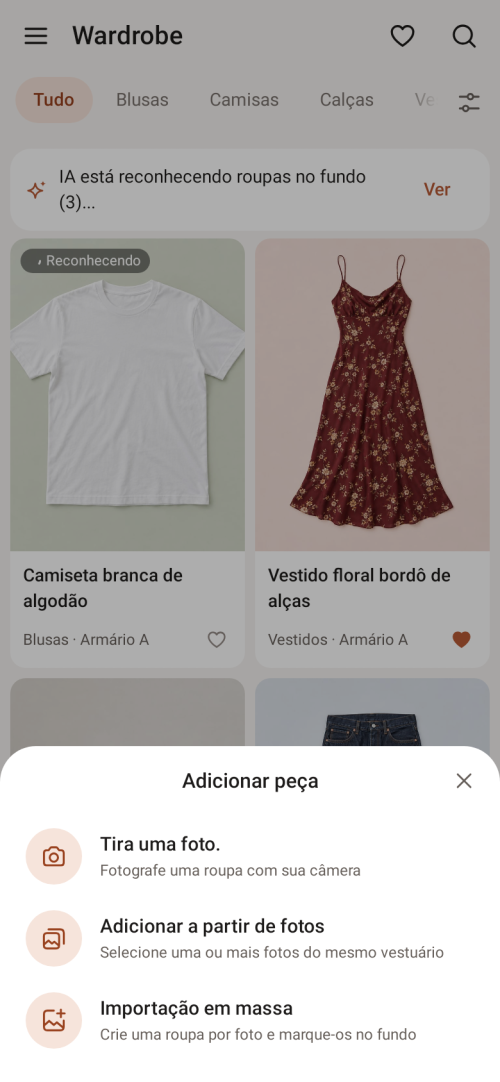 Wardrobe
Tudo
Blusas
Camisas
Calças
Ve
IA está reconhecendo roupas no fundo
(3)...
Ver
Reconhecendo
Camiseta branca de
algodão
Blusas · Armário A
Vestido floral bordô de
alças
Vestidos · Armário A
Adicionar peça
Tira uma foto.
Fotografe uma roupa com sua câmera
Adicionar a partir de fotos
Selecione uma ou mais fotos do mesmo vestuário
Importação em massa
Crie uma roupa por foto e marque-os no fundo